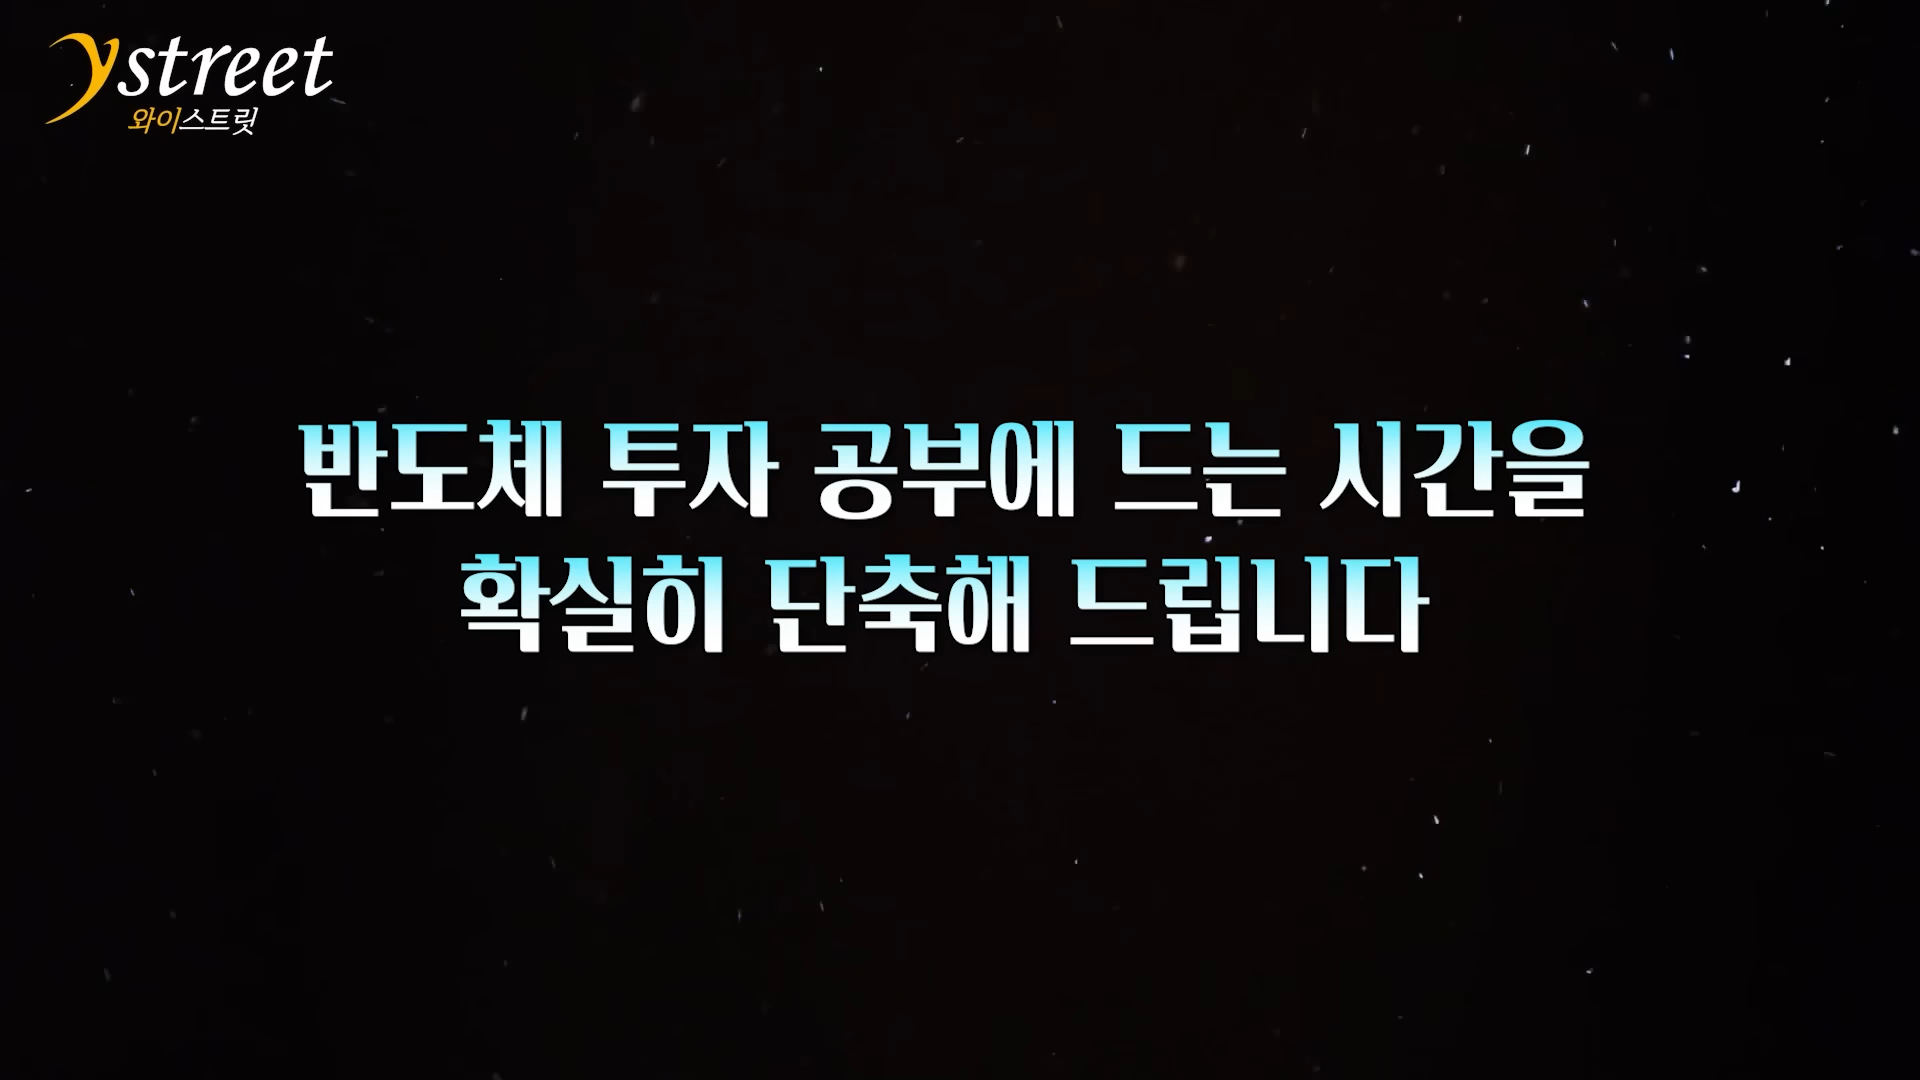 ystreet
와이스트릿
반도체 투자 공부에 드는 시간을
확실히 단축해 드립니다